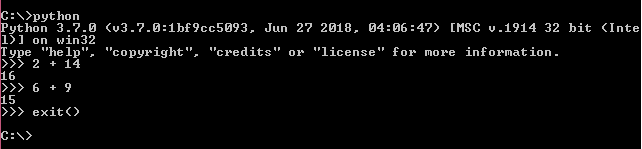 C:\>python
Python 3.7.0 (v3.7.0:1bf9cc5093, Jun 27 2018, 04:06:47) [MSC v.1914 32 bit (Inte
l)] on win32
Type "help", "copyright", "credits" or "license" for more information.
>>> 2 + 14
16
>>> 6 + 9
15
>>> exit()
C:\>